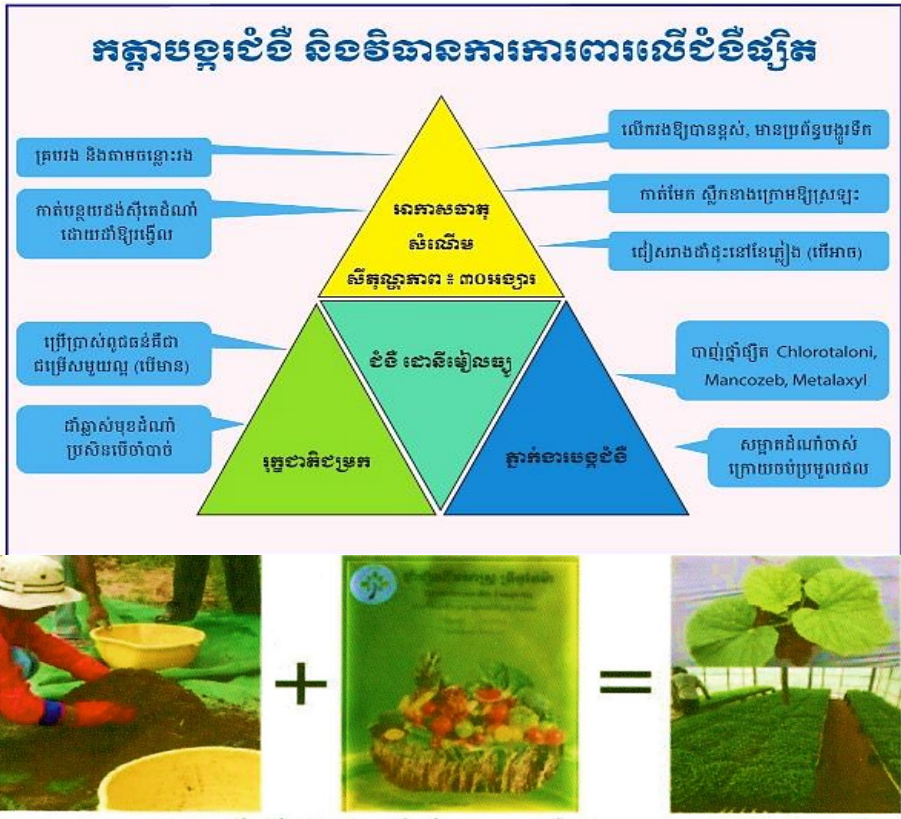 កត្តាបង្ករជំងឺ និងវិធានការការពារលើជំងឺផ្សិត
គ្របរង និងតាមចន្លោះរង
កាត់បន្ថយដង់ស៊ីតេដំណាំ
ដោយដាំឱ្យរង្វើល
លើករងឱ្យបានខ្ពស់, មានប្រព័ន្ធបង្ហូរទឹក
កាត់មែក ស្លឹកខាងក្រោមឱ្យស្រឡះ
ជៀសវាងដាំដុះនៅខែភ្លៀង (បើអាច)
អាកាសធាតុ
សំណើម
សីតុណ្ហភាព ៖ ៣០អង្សារ
ប្រើប្រាស់ពូជធន់គឺជា
ជម្រើសមួយល្អ (បើមាន)
ដាំឆ្លាស់មុខដំណាំ
ប្រសិនបើចាំបាច់
ជំងឺ ដោនីមៀលធ្យូ
រុក្ខជាតិជម្រក
ភ្នាក់ងារបង្កជំងឺ
បាញ់ថ្នាំផ្សិត Chlorotaloni,
Mancozeb, Metalaxyl
សម្អាតដំណាំចាស់
ក្រោយចប់ប្រមូលផល
+
=